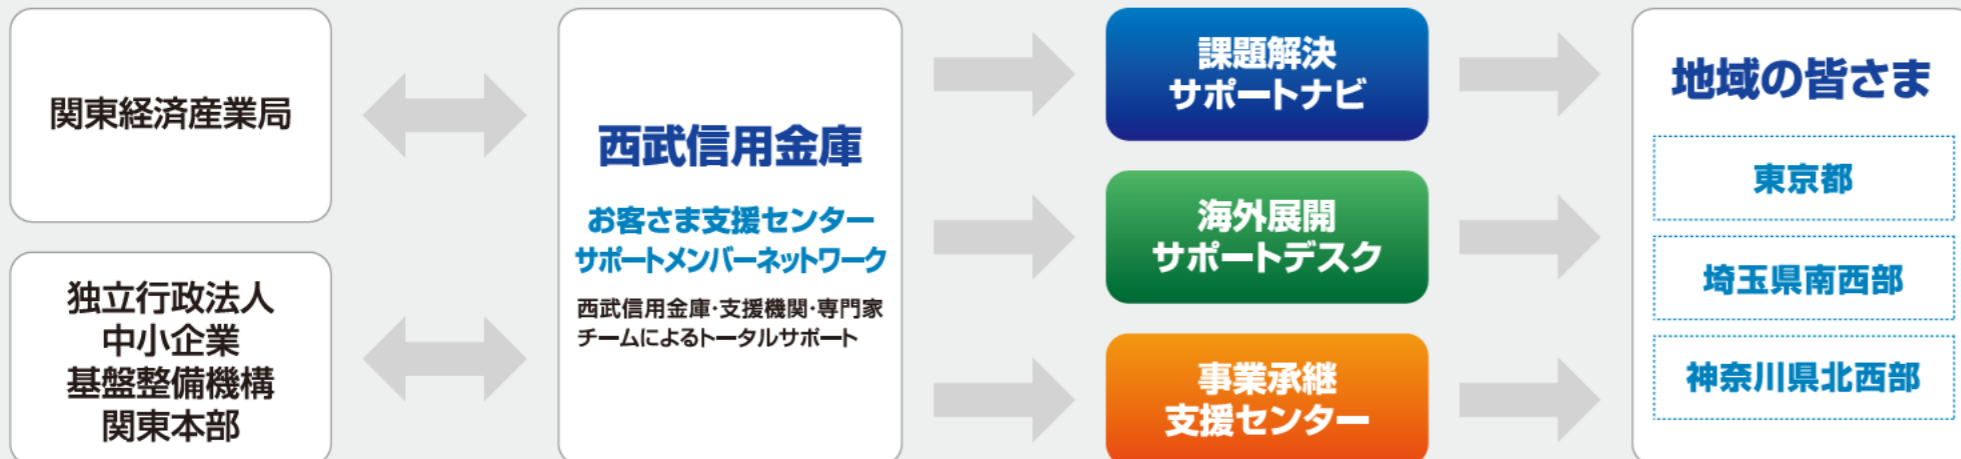 関東経済産業局
独立行政法人
中小企業
基盤整備機構
関東本部
西武信用金庫
お客さま支援センター
サポートメンバーネットワーク
西武信用金庫・支援機関・専門家
チームによるトータルサポート
課題解決
サポートナビ
海外展開
サポートデスク
事業承継
支援センター
地域の皆さま
東京都
埼玉県南西部
神奈川県北西部